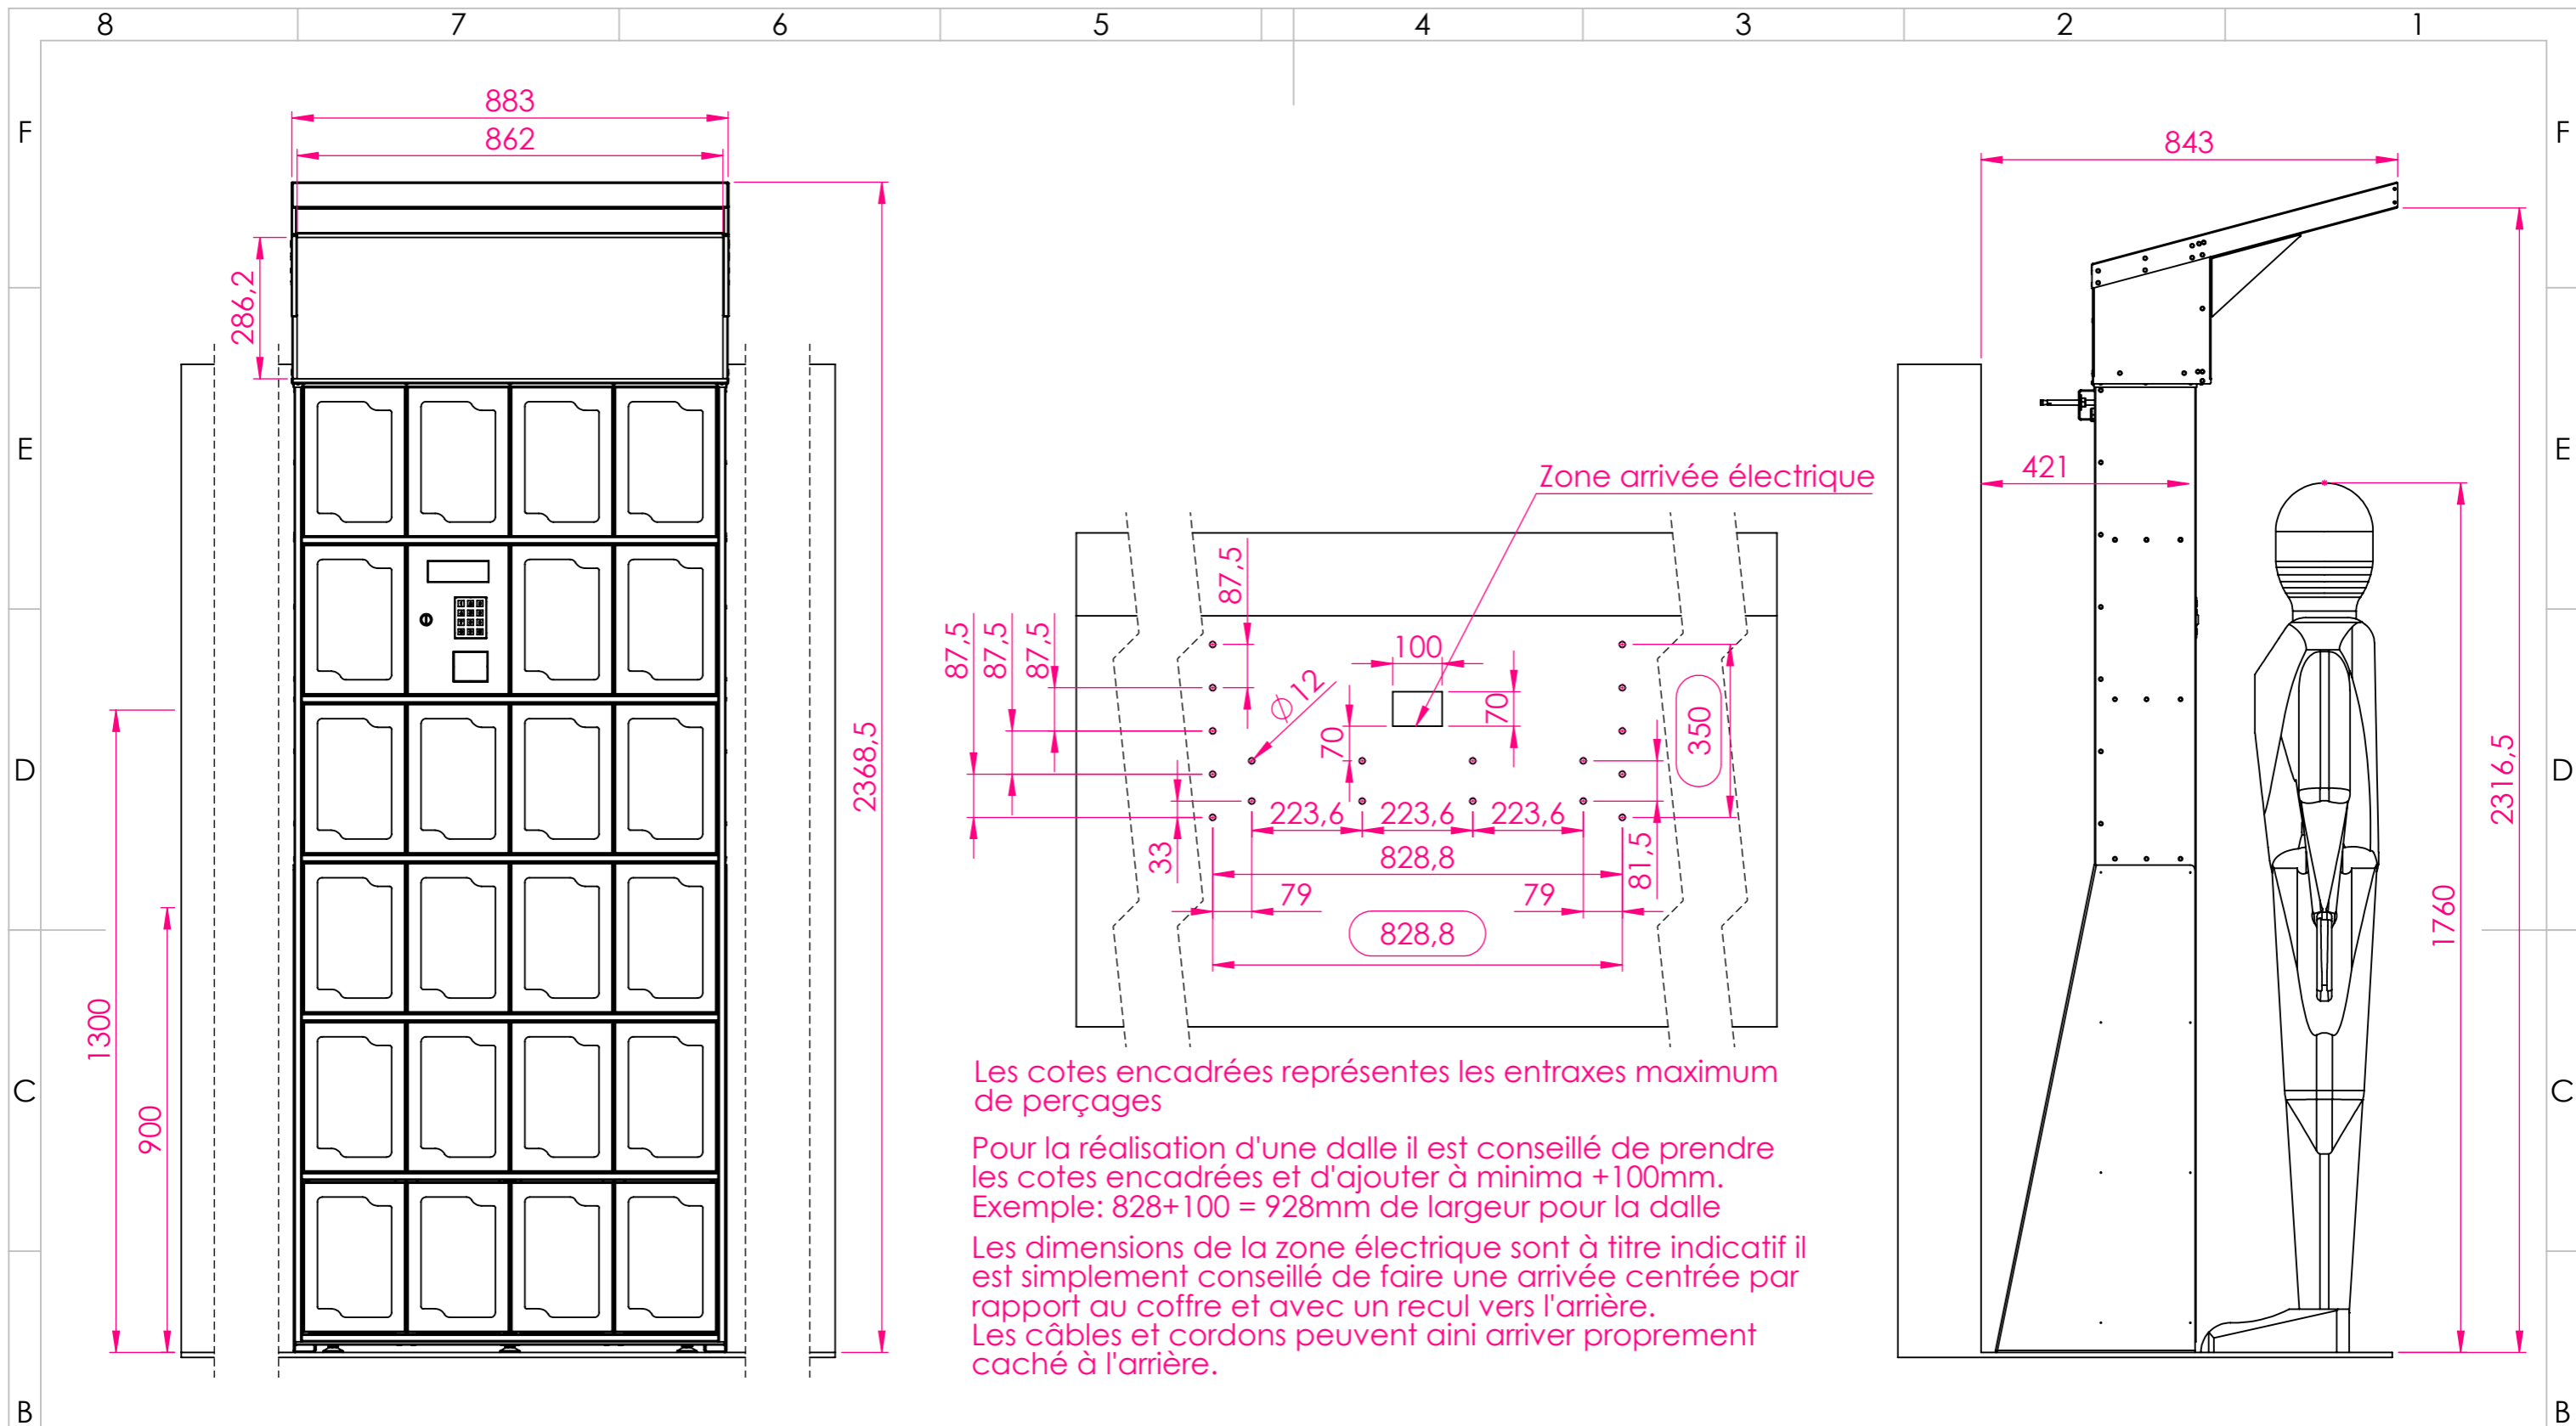 8 7 6 5 4 3 2 1
F F
883
862
843
286,2
E E
421
Zone arrivée électrique
87,5
87,5
87,5
87,5
100
Ø 12
70
70
350
D D
2368,5
2316,5
223,6 223,6 223,6
33
828,8
81,5
79 79
828,8
1760
1300
900
C C
Les cotes encadrées représentes les entraxes maximum
de perçages
Pour la réalisation d'une dalle il est conseillé de prendre
les cotes encadrées et d'ajouter à minima +100mm.
Exemple: 828+100 = 928mm de largeur pour la dalle
Les dimensions de la zone électrique sont à titre indicatif il
est simplement conseillé de faire une arrivée centrée par
rapport au coffre et avec un recul vers l'arrière.
Les câbles et cordons peuvent aini arriver proprement
caché à l'arrière.
B B